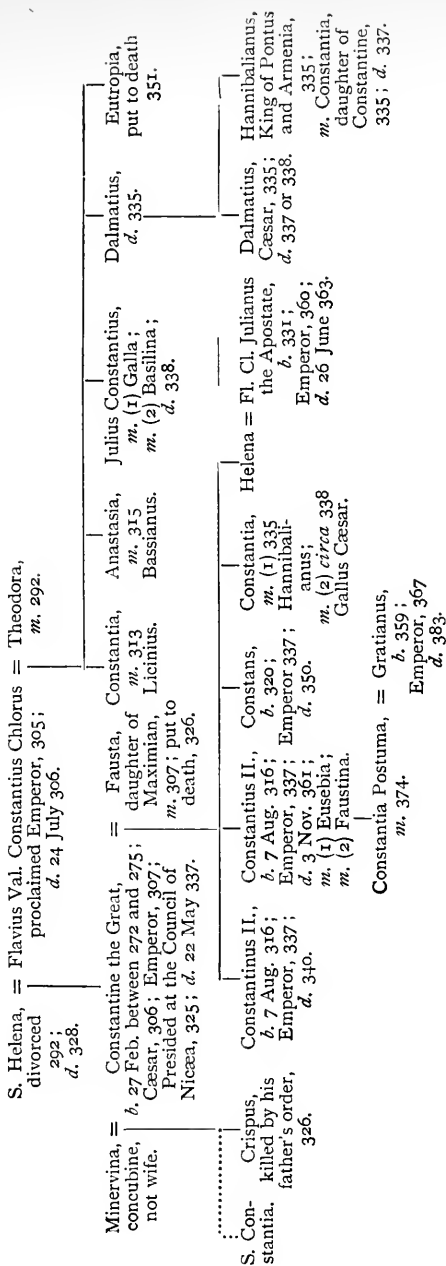 S. Helena,
divorced
292 ;
d. 328.
=
Flavius Val. Constantius Chlorus
proclaimed Emperor, 305 ;
d. 24 July 306.
=
Theodora,
m. 292.
Minervina,
concubine,
not wife.
=
Constantine the Great,
b. 27 Feb. between 272 and 275 ;
Cæsar, 306 ; Emperor, 307 ;
Presided at the Council of
Nicæa, 325 ; d. 22 May 337.
=
Fausta,
daughter of
Maximian,
m. 307 ; put to
death, 326.
Constantia,
m. 313
Licinius.
Anastasia,
m. 315
Bassianus.
Julius Constantius,
m. (1) Galla ;
m. (2) Basilina ;
d. 338.
Dalmatius,
d. 335.
Eutropia,
put to death
351.
S. Con-
stantia.
Crispus,
killed by his
father's order,
326.
Constantinus II.,
b. 7 Aug. 316 ;
Emperor, 337 ;
d. 340.
Constantius II.,
b. 7 Aug. 316 ;
Emperor, 337 ;
d. 3 Nov. 361 ;
m. (1) Eusebia ;
m. (2) Faustina.
Constans,
b. 320 ;
Emperor 337 ;
d. 350.
Constantia,
m. (1) 335
Hannibali-
anus;
m. (2) circa 338
Gallus Cæsar.
Helena = Fl. Cl. Julianus
the Apostate,
b. 331 ;
Emperor, 360 ;
d. 26 June 363.
Dalmatius,
Cæsar, 335 ;
d. 337 or 338.
Hannibalianus,
King of Pontus
and Armenia,
335 ;
m. Constantia,
daughter of
Constantine,
335 ; d. 337.
Constantia Postuma,
m. 374.
=
Gratianus,
b. 359 ;
Emperor, 367
d. 383.